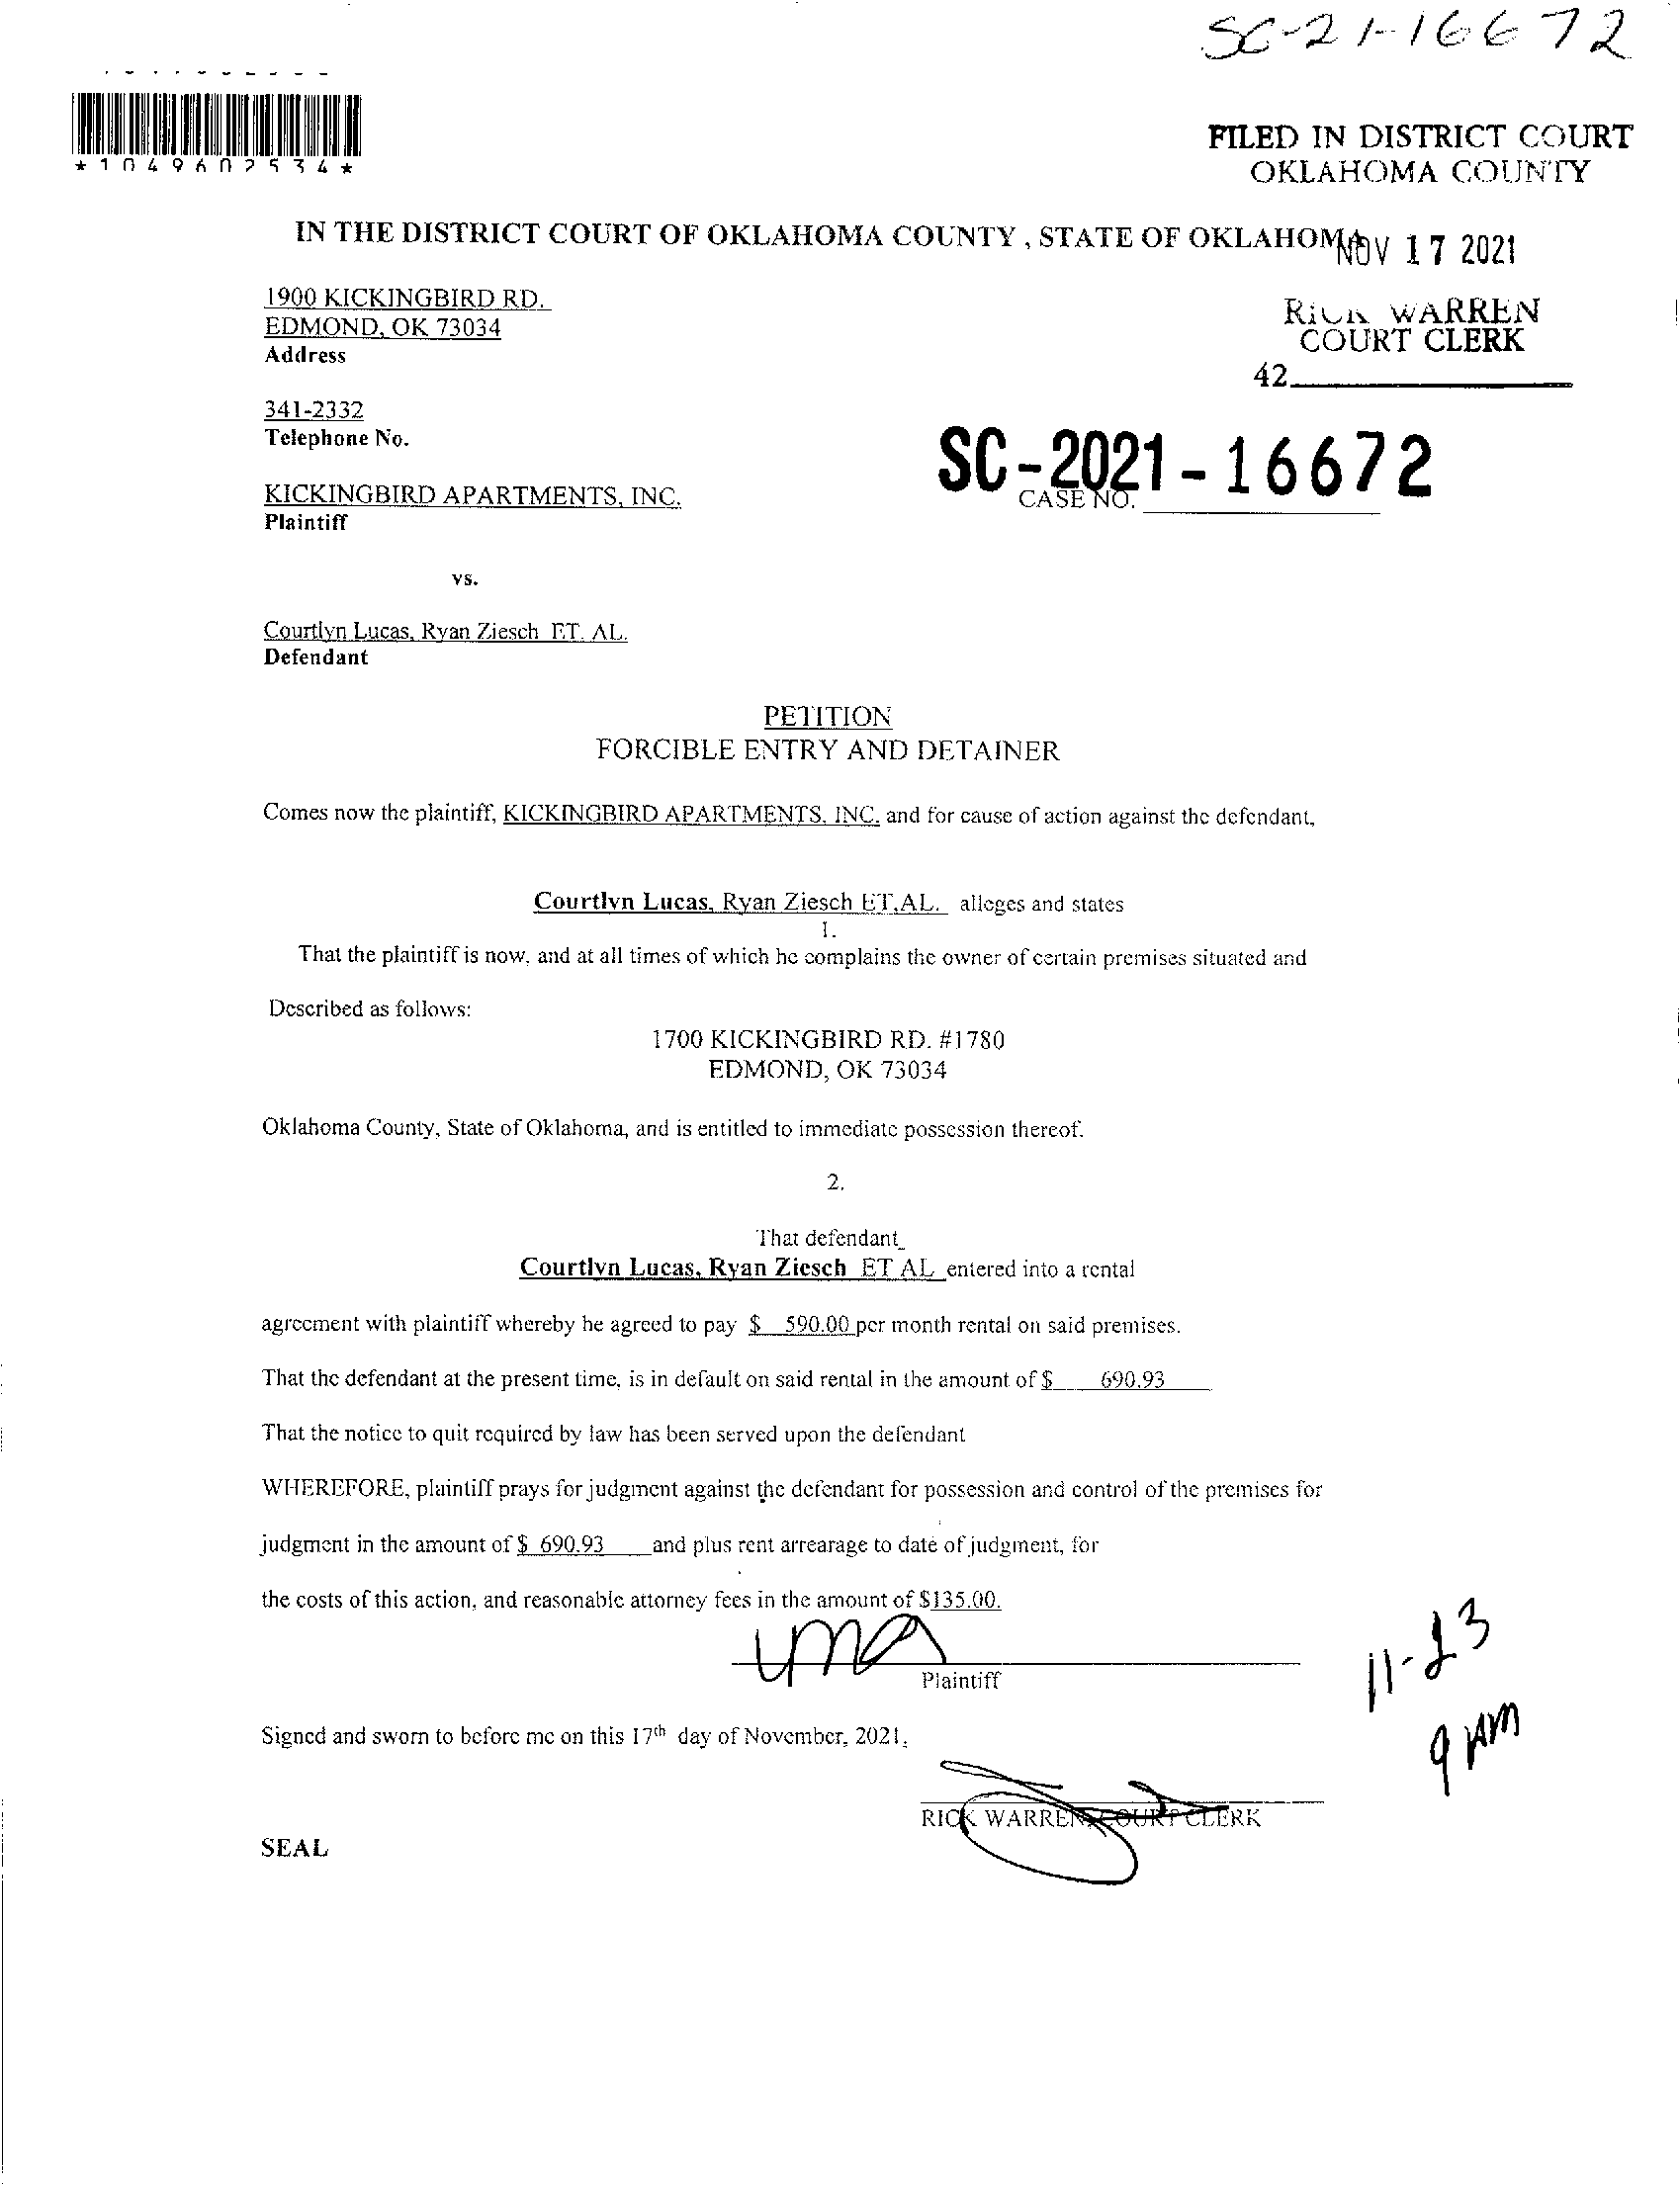 SC-21-16672
*1049602534*
FILED IN DISTRICT COURT
OKLAHOMA COUNTY
IN THE DISTRICT COURT OF OKLAHOMA COUNTY , STATE OF OKLAHOMA
NOV 17 2021
1900 KICKINGBIRD RD.
EDMOND, OK 73034
Address
RICK WARREN
COURT CLERK
42
341-2332
Telephone No.
SC-2021-16672
CASE NO.
KICKINGBIRD APARTMENTS, INC.
Plaintiff
vs.
Courtlyn Lucas, Ryan Ziesch ET. AL.
Defendant
PETITION
FORCIBLE ENTRY AND DETAINER
Comes now the plaintiff, KICKINGBIRD APARTMENTS, INC. and for cause of action against the defendant,
Courtlyn Lucas, Ryan Ziesch ET.AL. alleges and states
1.
That the plaintiff is now, and at all times of which he complains the owner of certain premises situated and
Described as follows:
1700 KICKINGBIRD RD. #1780
EDMOND, OK 73034
Oklahoma County, State of Oklahoma, and is entitled to immediate possession thereof.
2.
That defendant_
Courtlyn Lucas, Ryan Ziesch ET AL entered into a rental
agreement with plaintiff whereby he agreed to pay $ 590.00 per month rental on said premises.
That the defendant at the present time, is in default on said rental in the amount of $ 690.93
That the notice to quit required by law has been served upon the defendant
WHEREFORE, plaintiff prays for judgment against the defendant for possession and control of the premises for
judgment in the amount of $ 690.93 and plus rent arrearage to date of judgment, for
the costs of this action, and reasonable attorney fees in the amount of $135.00.
Plaintiff
11-23
9 AM
Signed and sworn to before me on this 17th day of November, 2021.
RICK WARREN, COURT CLERK
SEAL